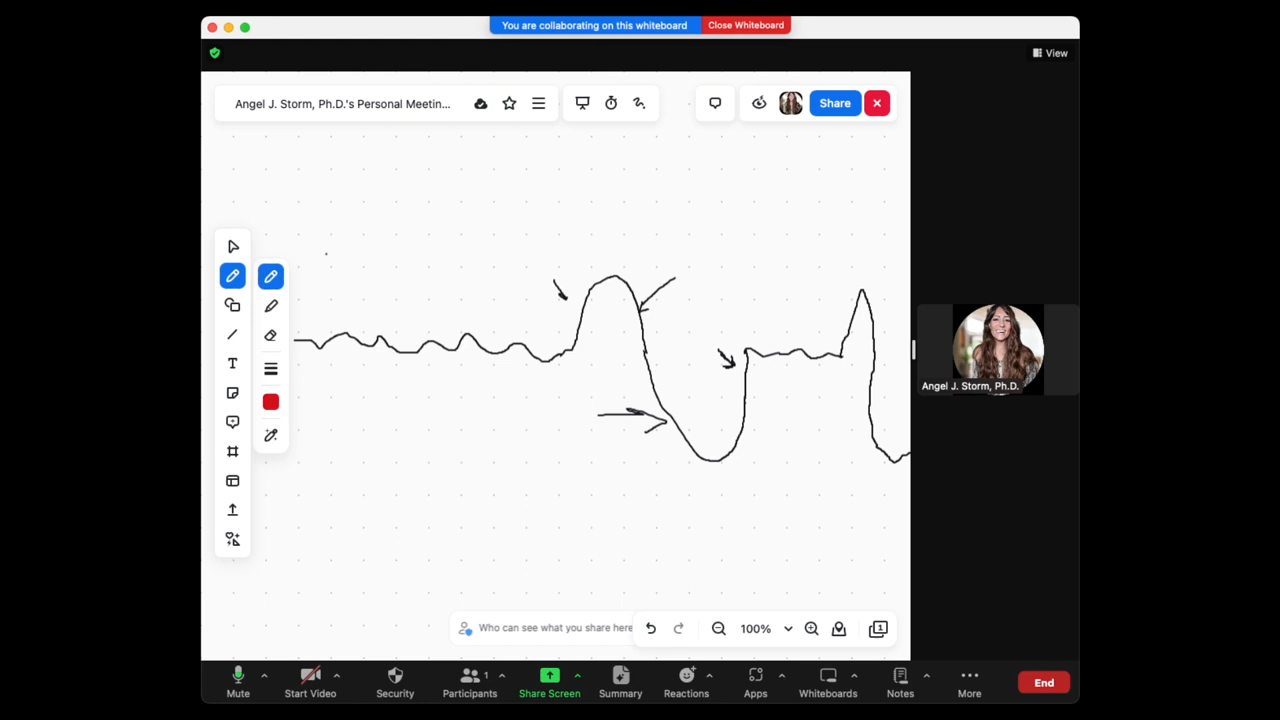 You are collaborating on this whiteboard Close Whiteboard
View
Angel J. Storm, Ph.D.'s Personal Meetin...
Share
T
Angel J. Storm, Ph.D.
Who can see what you share here
100%
1
1
Mute Start Video Security Participants Share Screen Summary Reactions Apps Whiteboards Notes More End